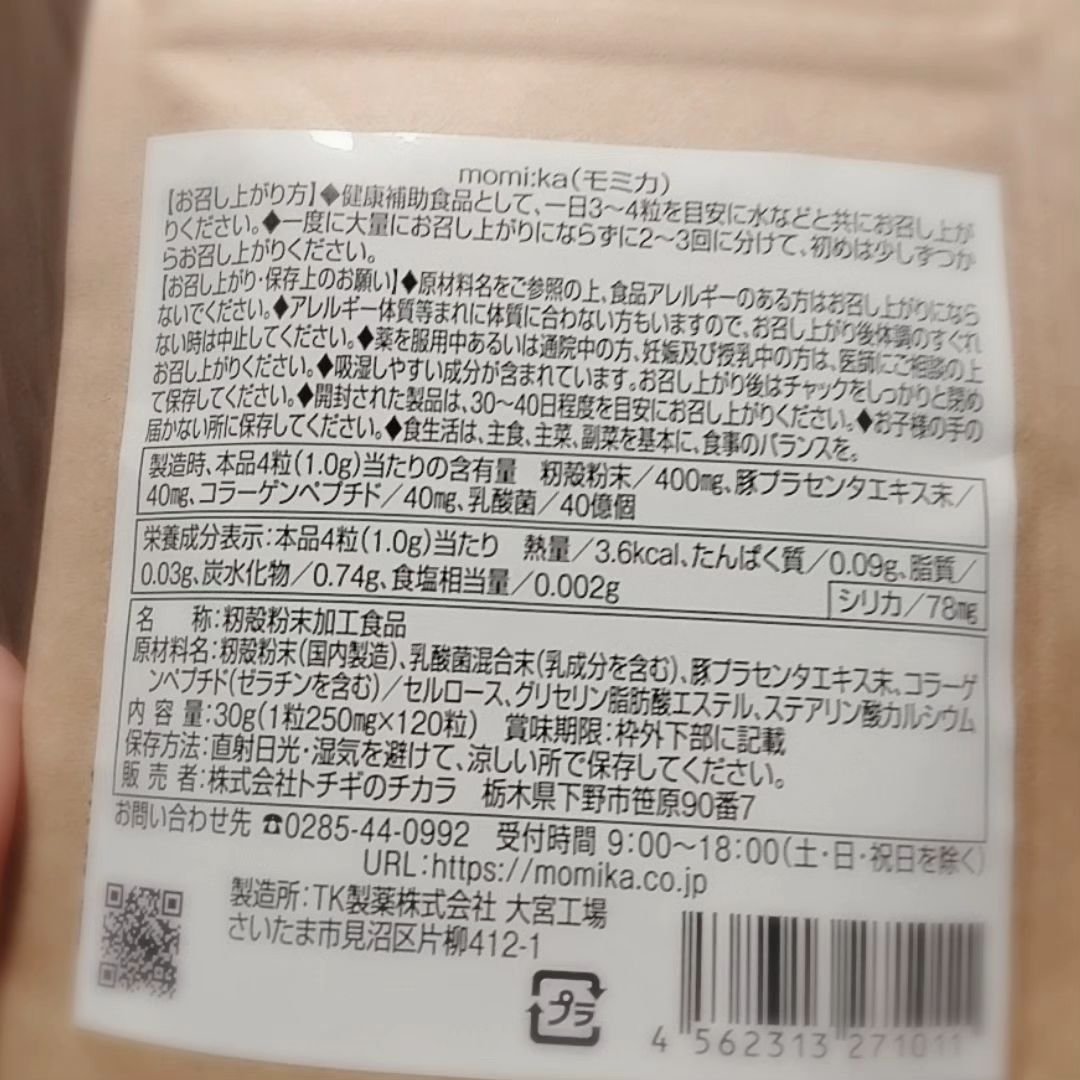 momi:ka(モミカ)
【お召し上がり方】◆健康補助食品として、一日3〜4粒を目安に水などと共にお召し上が
りください。◆一度に大量にお召し上がりにならずに2〜3回に分けて、初めは少しずつか
らお召し上がりください。
【お召し上がり・保存上のお願い】◆原材料名をご参照の上、食品アレルギーのある方はお召し上がりになら
ないでください。◆アレルギー体質等まれに体質に合わない方もいますので、お召し上がり後体調のすぐれ
ない時は中止してください。◆薬を服用中あるいは通院中の方、妊娠及び授乳中の方は、医師にご相談の上
お召し上がりください。◆吸湿しやすい成分が含まれています。お召し上がり後はチャックをしっかりと閉め
て保存してください。◆開封された製品は、30〜40日程度を目安にお召し上がりください。◆お子様の手の
届かない所に保存してください。◆食生活は、主食、主菜、副菜を基本に、食事のバランスを。
製造時、本品4粒(1.0g)当たりの含有量 籾殻粉末/400mg、豚プラセンタエキス末/
40mg、コラーゲンペプチド/40mg、乳酸菌/40億個
栄養成分表示:本品4粒(1.0g)当たり 熱量/3.6kcal、たんぱく質/0.09g、脂質/
0.03g、炭水化物/0.74g、食塩相当量/0.002g シリカ/78mg
名 称:籾殻粉末加工食品
原材料名:籾殻粉末(国内製造)、乳酸菌混合末(乳成分を含む)、豚プラセンタエキス末、コラーゲ
ンペプチド(ゼラチンを含む)/セルロース、グリセリン脂肪酸エステル、ステアリン酸カルシウム
内 容 量:30g(1粒250mg×120粒) 賞味期限:枠外下部に記載
保存方法:直射日光・湿気を避けて、涼しい所で保存してください。
販 売 者:株式会社トチギのチカラ 栃木県下野市笹原90番7
お問い合わせ先 ☎0285-44-0992 受付時間 9:00〜18:00(土・日・祝日を除く)
URL:https://momika.co.jp
製造所:TK製薬株式会社 大宮工場
さいたま市見沼区片柳412-1
プラ
4 562313 271011